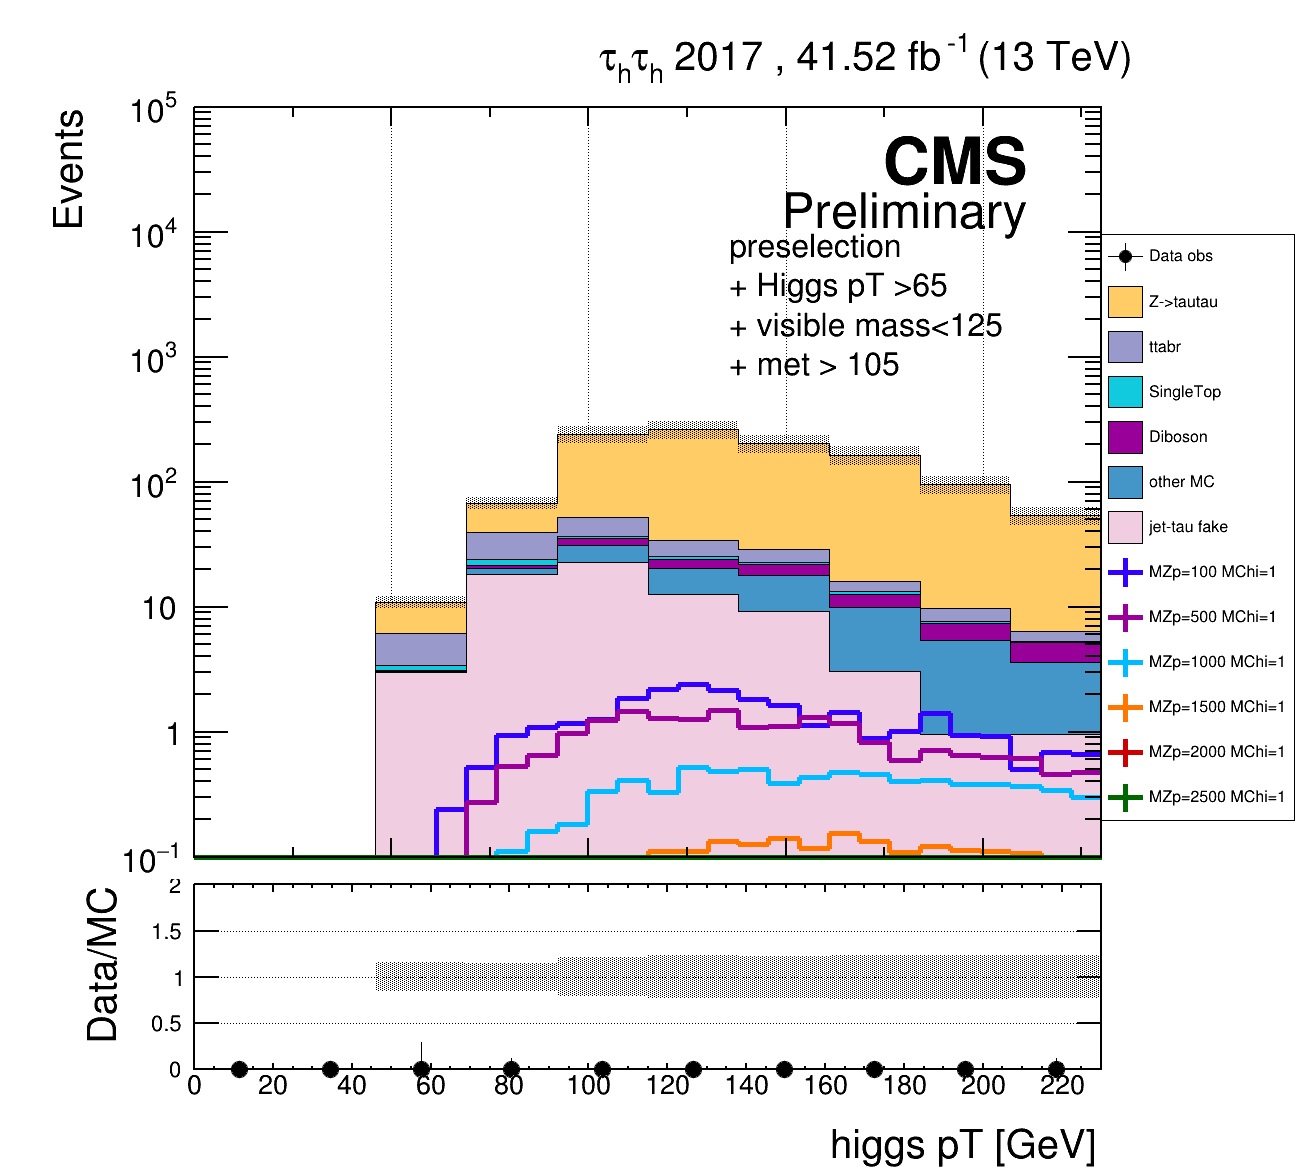 τhτh 2017 , 41.52 fb-1 (13 TeV)
Events
10^5
10^4
10^3
10^2
10
1
10^−1
CMS
Preliminary
preselection
+ Higgs pT >65
+ visible mass<125
+ met > 105
Data obs
Z->tautau
ttabr
SingleTop
Diboson
other MC
jet-tau fake
MZp=100 MChi=1
MZp=500 MChi=1
MZp=1000 MChi=1
MZp=1500 MChi=1
MZp=2000 MChi=1
MZp=2500 MChi=1
Data/MC
2
1.5
1
0.5
0
0 20 40 60 80 100 120 140 160 180 200 220
higgs pT [GeV]